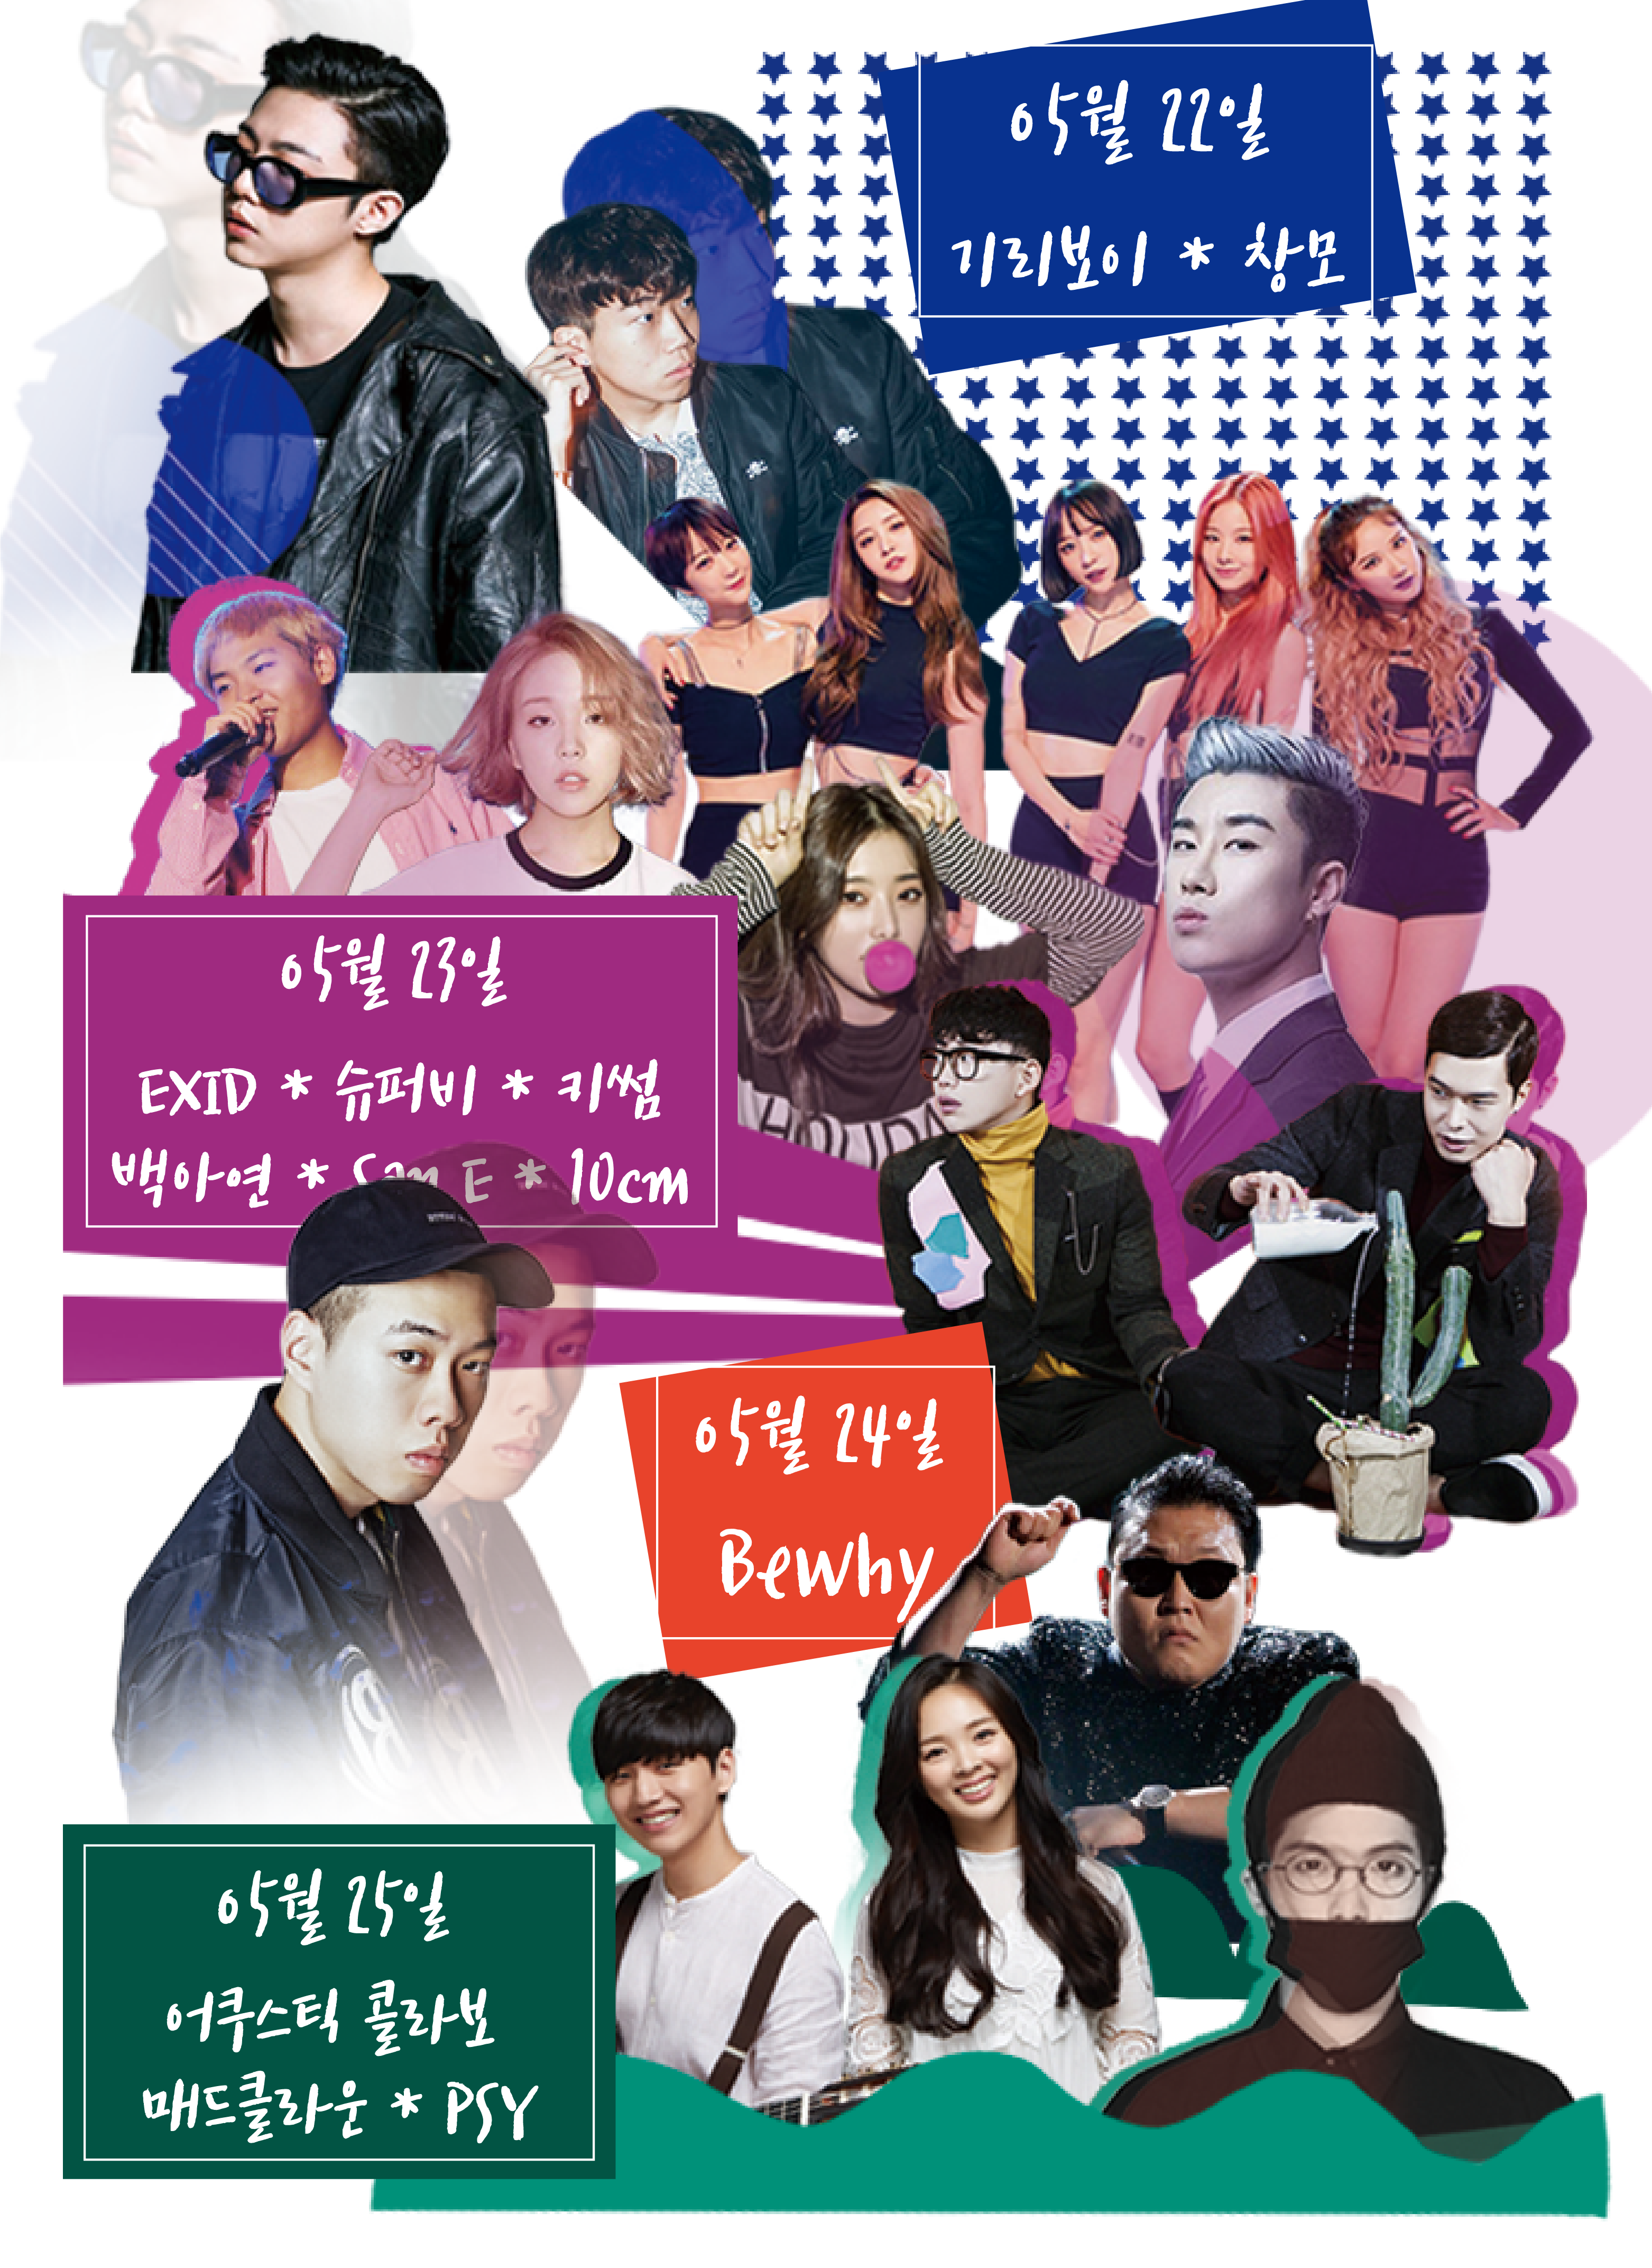 05월 22일
기리보이 * 창모
05월 23일
EXID * 슈퍼비 * 키썸
백아연 * San E * 10cm
HOLIDA
05월 24일
BeWhy
05월 25일
어쿠스틱 콜라보
매드클라운 * PSY